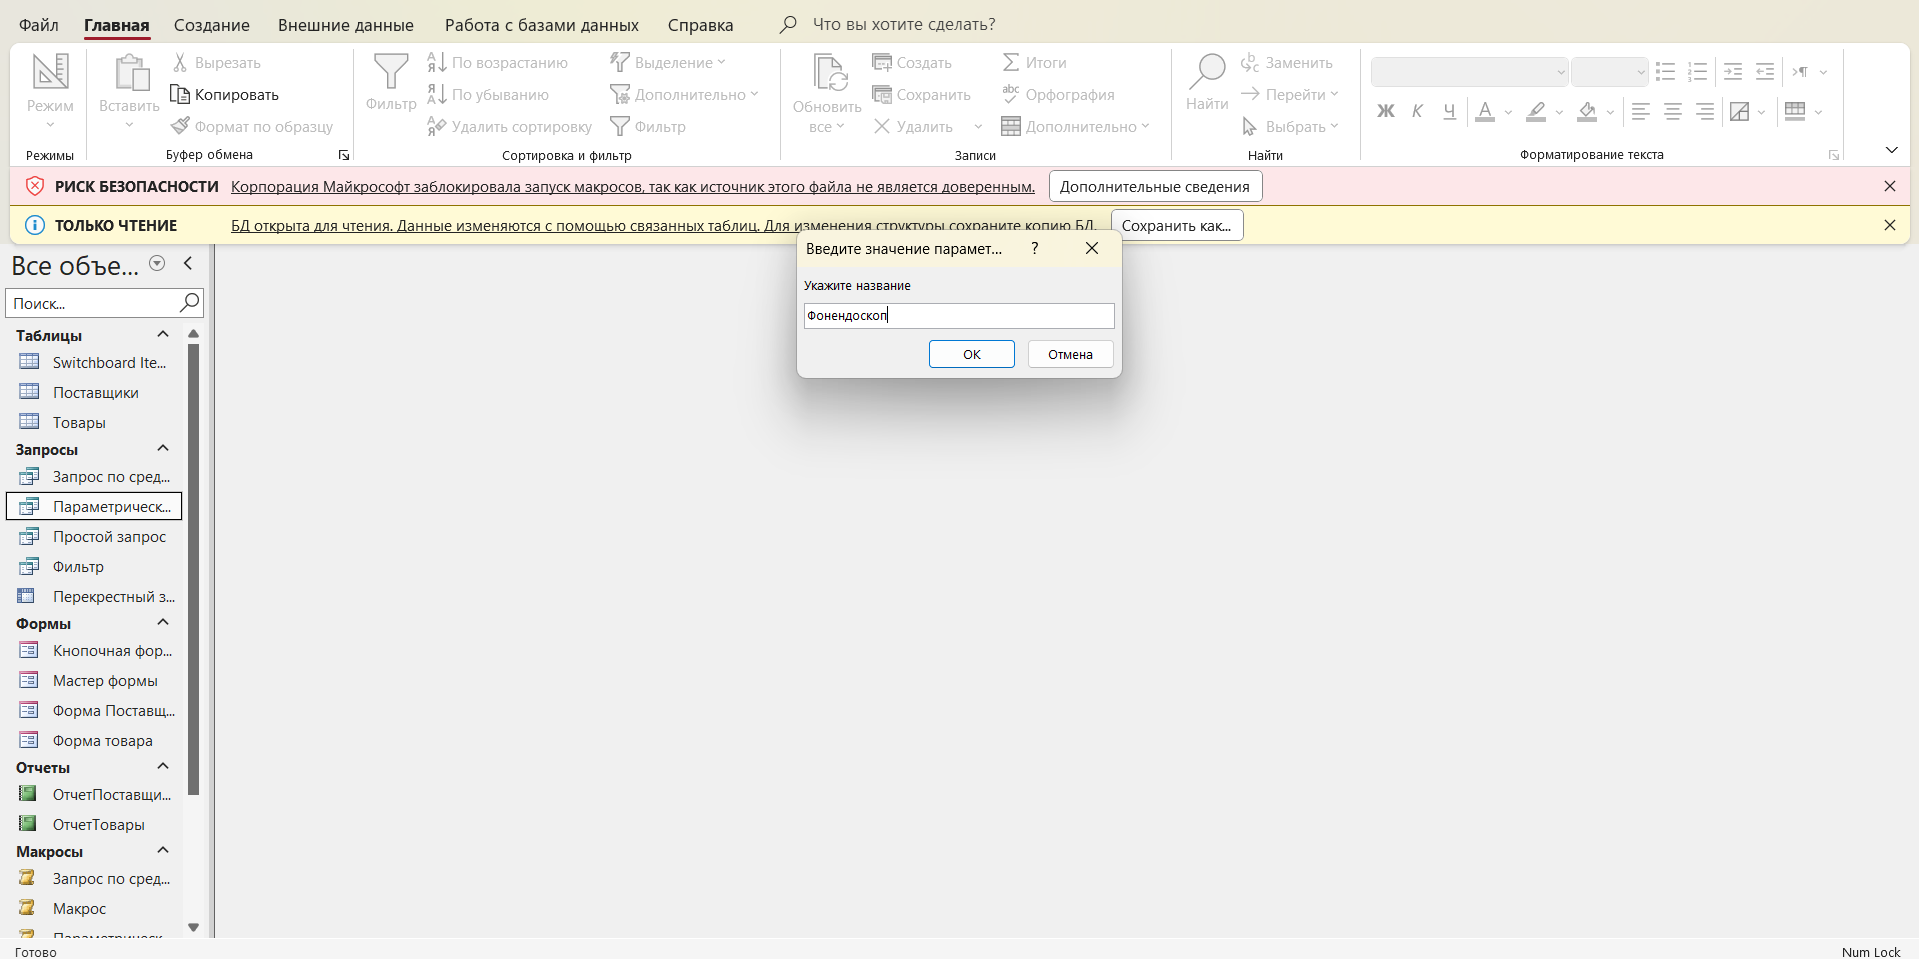 Файл Главная Создание Внешние данные Работа с базами данных Справка Что вы хотите сделать?
Режим
Режимы
Вставить
Вырезать
Копировать
Формат по образцу
Буфер обмена
Фильтр
По возрастанию
По убыванию
Удалить сортировку
Выделение
Дополнительно
Фильтр
Сортировка и фильтр
Обновить
все
Создать
Сохранить
Удалить
Итоги
Орфография
Дополнительно
Записи
Найти
Заменить
Перейти
Выбрать
Найти
Ж К Ч
Форматирование текста
РИСК БЕЗОПАСНОСТИ Корпорация Майкрософт заблокировала запуск макросов, так как источник этого файла не является доверенным. Дополнительные сведения
ТОЛЬКО ЧТЕНИЕ БД открыта для чтения. Данные изменяются с помощью связанных таблиц. Для изменения структуры сохраните копию БД. Сохранить как...
Все объе...
Поиск...
Таблицы
Switchboard Ite...
Поставщики
Товары
Запросы
Запрос по сред...
Параметрическ...
Простой запрос
Фильтр
Перекрестный з...
Формы
Кнопочная фор...
Мастер формы
Форма Поставщ...
Форма товара
Отчеты
ОтчетПоставщи...
ОтчетТовары
Макросы
Запрос по сред...
Макрос
Параметрическ...
Введите значение парамет... ?
Укажите название
Фонендоскоп
ОК Отмена
Готово Num Lock